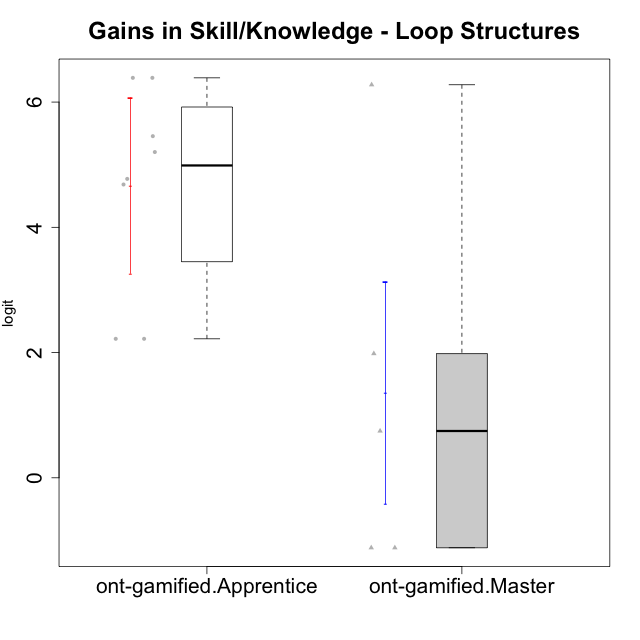 Gains in Skill/Knowledge - Loop Structures
6
4
2
0
logit
ont-gamified.Apprentice
ont-gamified.Master